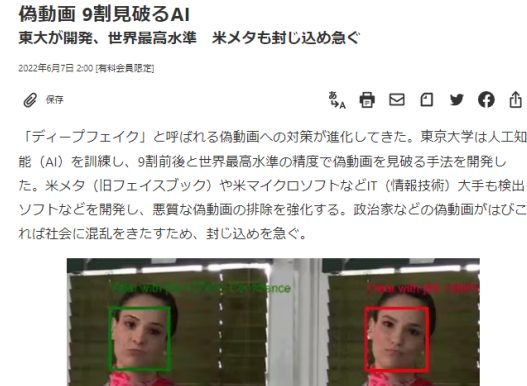 偽動画 9割見破るAI
東大が開発、世界最高水準 米メタも封じ込め急ぐ
2022年6月7日 2:00 [有料会員限定]
保存
あ
A
「ディープフェイク」と呼ばれる偽動画への対策が進化してきた。東京大学は人工知
能（AI）を訓練し、9割前後と世界最高水準の精度で偽動画を見破る手法を開発し
た。米メタ（旧フェイスブック）や米マイクロソフトなどIT（情報技術）大手も検出
ソフトなどを開発し、悪質な偽動画の排除を強化する。政治家などの偽動画がはびこ
れば社会に混乱をきたすため、封じ込めを急ぐ。